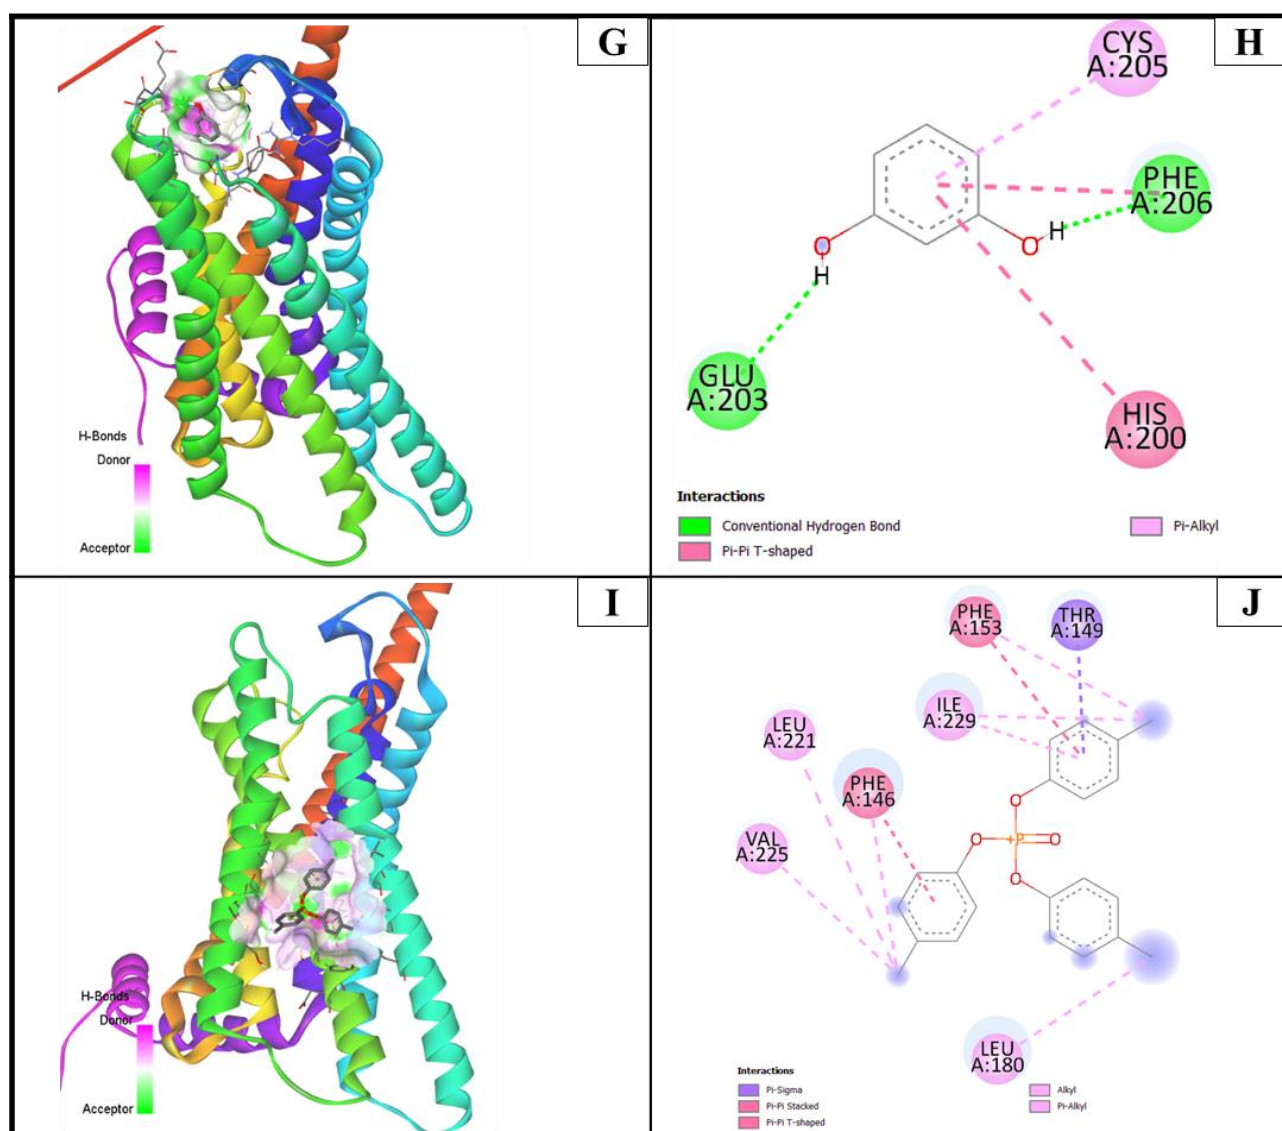 G
H-Bonds
Donor
Acceptor
H
CYS
A:205
PHE
A:206
H
O
O
H
GLU
A:203
HIS
A:200
Interactions
Conventional Hydrogen Bond
Pi-Alkyl
Pi-Pi T-shaped
I
H-Bonds
Donor
Acceptor
J
PHE
A:153
THR
A:149
ILE
A:229
LEU
A:221
PHE
A:146
VAL
A:225
O
O
+P
O
O
LEU
A:180
Interactions
Pi-Sigma
Alkyl
Pi-Pi Stacked
Pi-Alkyl
Pi-Pi T-shaped